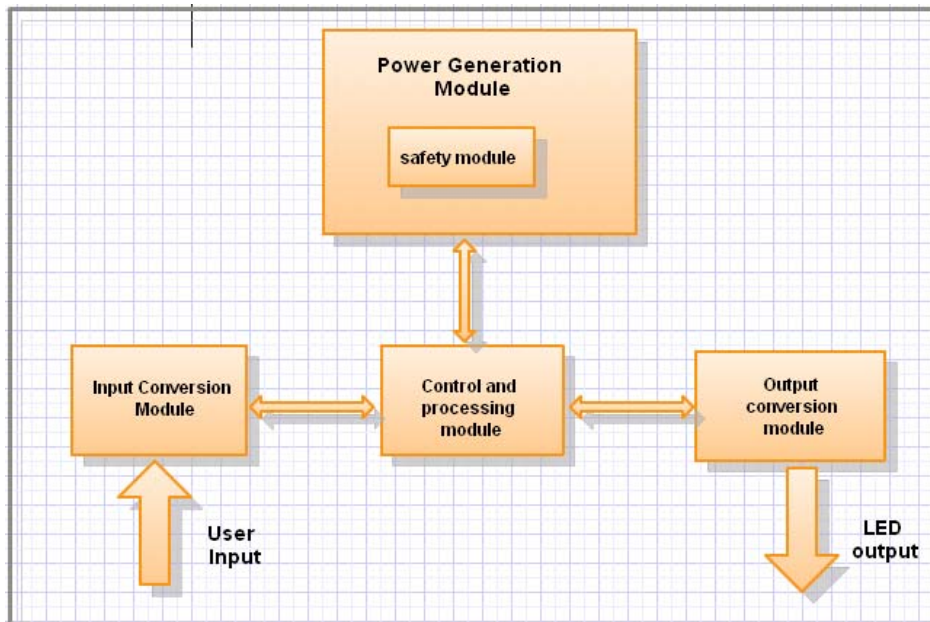 Power Generation
Module
safety module
Input Conversion
Module
Control and
processing
module
Output
conversion
module
User
Input
LED
output